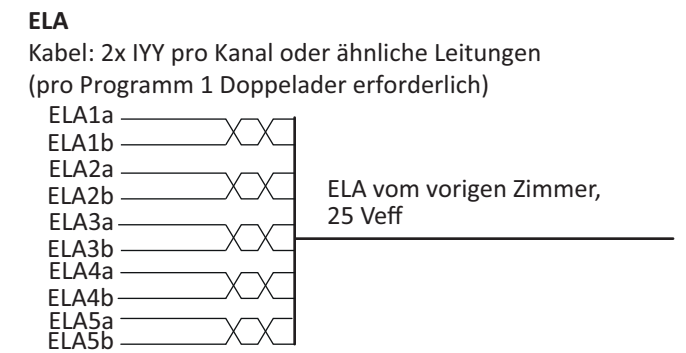 ELA
Kabel: 2x IYY pro Kanal oder ähnliche Leitungen
(pro Programm 1 Doppelader erforderlich)
ELA1a
ELA1b
ELA2a
ELA2b
ELA3a
ELA3b
ELA4a
ELA4b
ELA5a
ELA5b
ELA vom vorigen Zimmer,
25 Veff